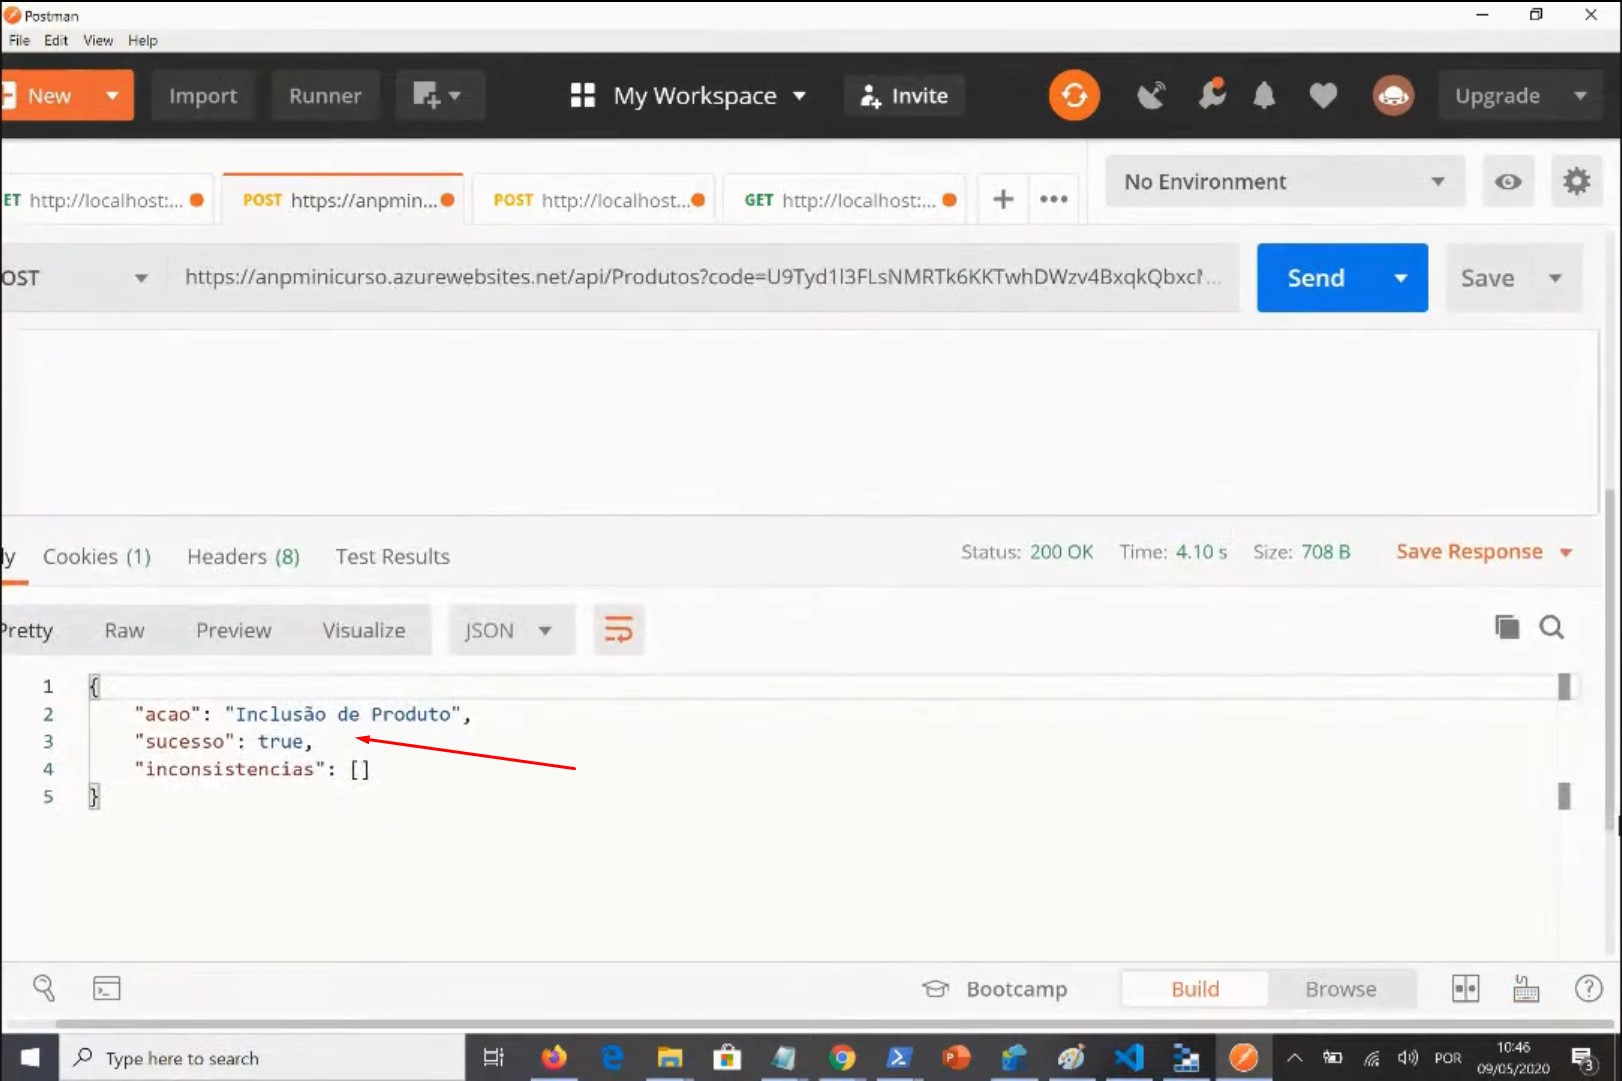 Postman
File Edit View Help
New Import Runner My Workspace Invite Upgrade
ET http://localhost:... POST https://anpmin... POST http://localhost... GET http://localhost:... No Environment
OST https://anpminicurso.azurewebsites.net/api/Produtos?code= Send Save
Cookies (1) Headers (8) Test Results Status: 200 OK Time: 4.10 s Size: 708 B Save Response
Pretty Raw Preview Visualize JSON
1 {
2 "acao": "Inclusão de Produto",
3 "sucesso": true,
4 "inconsistencias": []
5 }
Bootcamp Build Browse
Type here to search POR 10:46
09/05/2020 3